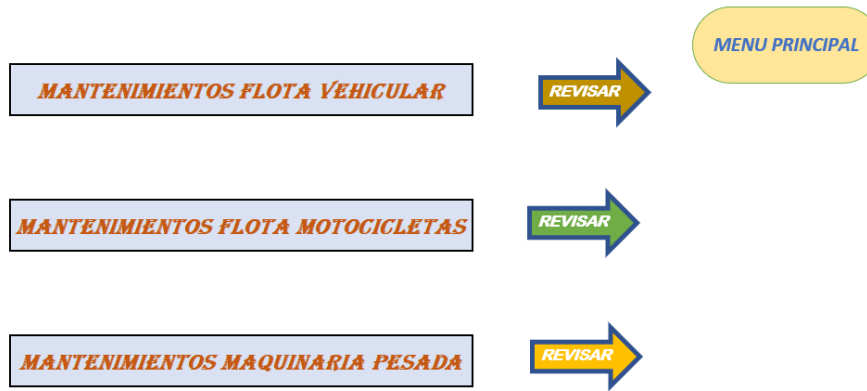 MENU PRINCIPAL
MANTENIMIENTOS FLOTA VEHICULAR
REVISAR
MANTENIMIENTOS FLOTA MOTOCICLETAS
REVISAR
MANTENIMIENTOS MAQUINARIA PESADA
REVISAR